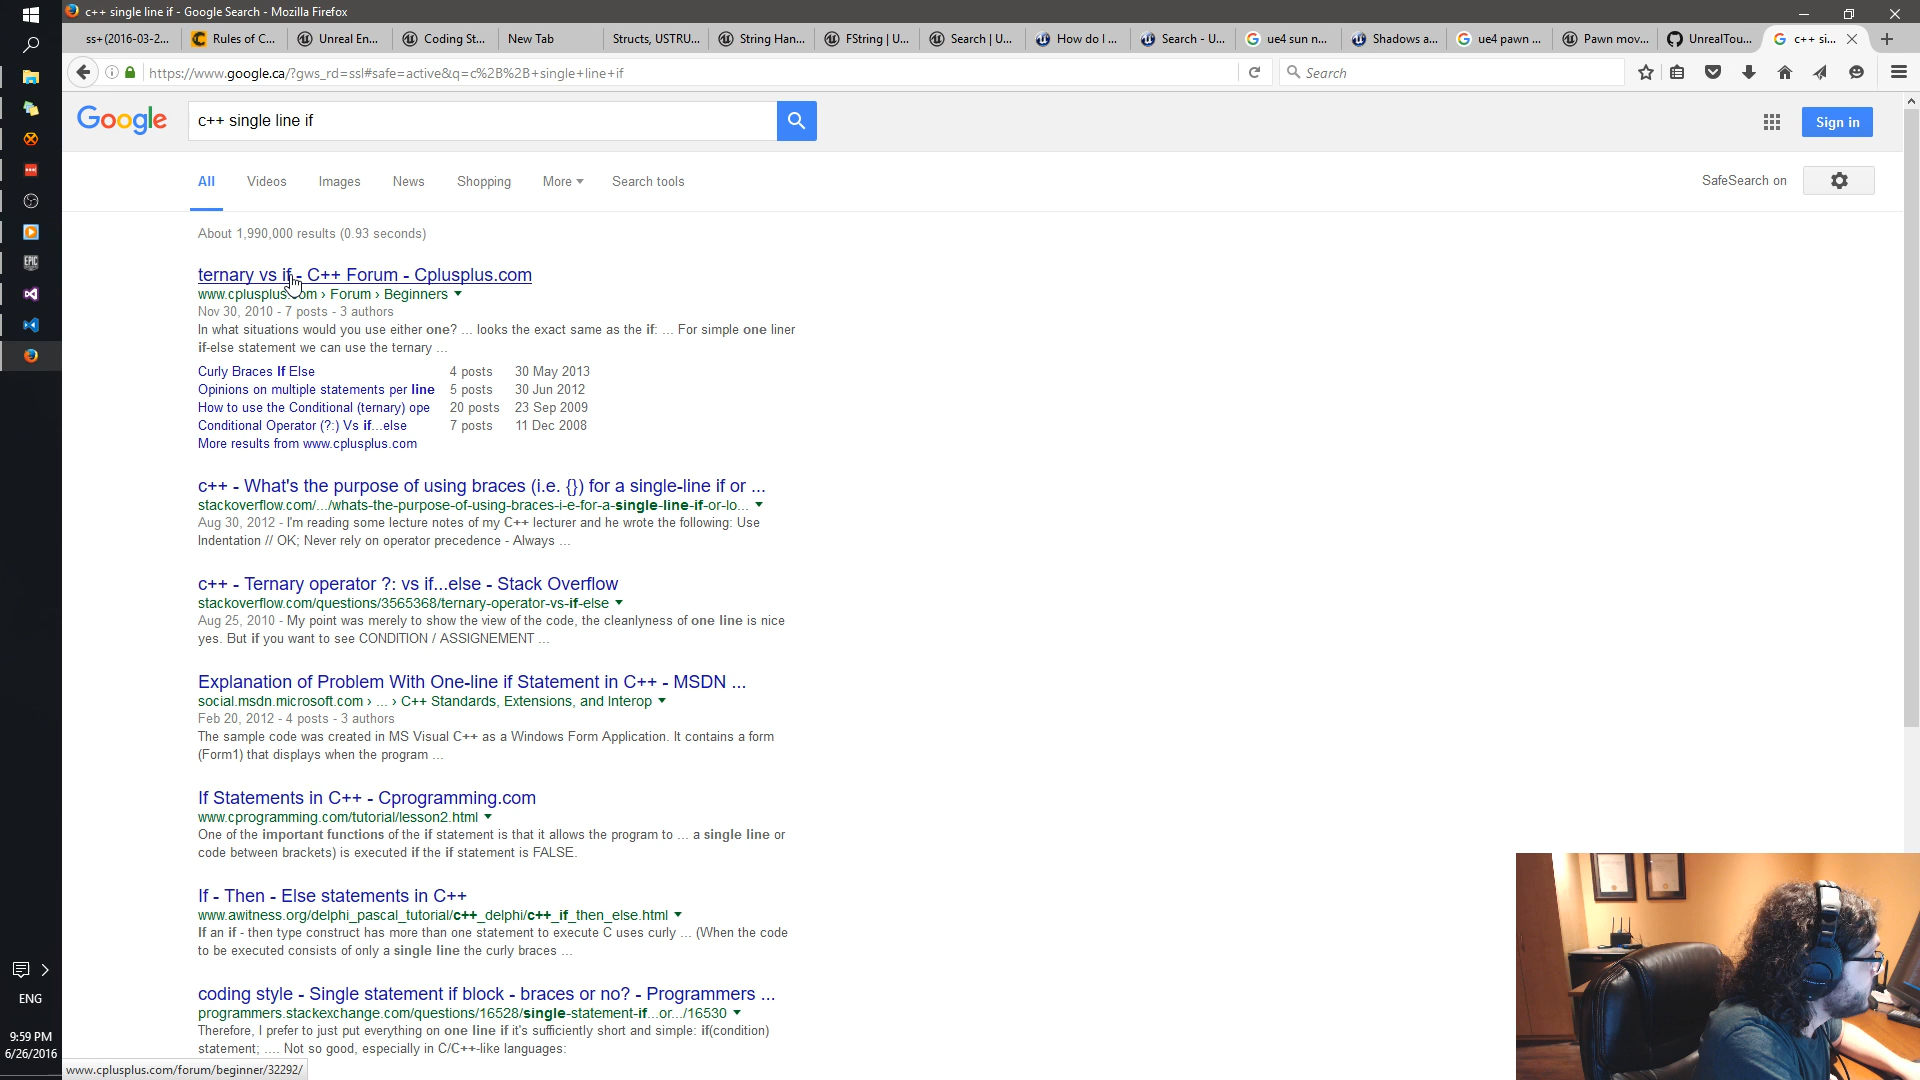 c++ single line if - Google Search - Mozilla Firefox
ss+(2016-03-2...
Rules of C...
Unreal En...
Coding St...
New Tab
Structs, USTRU...
String Han...
FString | U...
Search | U...
How do I ...
Search - U...
ue4 sun n...
Shadows a...
ue4 pawn ...
Pawn mov...
UnrealTou...
c++ si...
https://www.google.ca/?gws_rd=ssl#safe=active&q=c%2B%2B+single+line+if
Search
Google
c++ single line if
Sign in
All Videos Images News Shopping More Search tools
SafeSearch on
About 1,990,000 results (0.93 seconds)
ternary vs if - C++ Forum - Cplusplus.com
www.cplusplus.com › Forum › Beginners
Nov 30, 2010 - 7 posts - 3 authors
In what situations would you use either one? ... looks the exact same as the if: ... For simple one liner
if-else statement we can use the ternary ...
Curly Braces If Else 4 posts 30 May 2013
Opinions on multiple statements per line 5 posts 30 Jun 2012
How to use the Conditional (ternary) ope 20 posts 23 Sep 2009
Conditional Operator (?:) Vs if...else 7 posts 11 Dec 2008
More results from www.cplusplus.com
c++ - What's the purpose of using braces (i.e. {}) for a single-line if or ...
stackoverflow.com/.../whats-the-purpose-of-using-braces-i-e-for-a-single-line-if-or-lo...
Aug 30, 2012 - I'm reading some lecture notes of my C++ lecturer and he wrote the following: Use
Indentation // OK; Never rely on operator precedence - Always ...
c++ - Ternary operator ?: vs if...else - Stack Overflow
stackoverflow.com/questions/3565368/ternary-operator-vs-if-else
Aug 25, 2010 - My point was merely to show the view of the code, the cleanlyness of one line is nice
yes. But if you want to see CONDITION / ASSIGNEMENT ...
Explanation of Problem With One-line if Statement in C++ - MSDN ...
social.msdn.microsoft.com › ... › C++ Standards, Extensions, and Interop
Feb 20, 2012 - 4 posts - 3 authors
The sample code was created in MS Visual C++ as a Windows Form Application. It contains a form
(Form1) that displays when the program ...
If Statements in C++ - Cprogramming.com
www.cprogramming.com/tutorial/lesson2.html
One of the important functions of the if statement is that it allows the program to ... a single line or
code between brackets) is executed if the if statement is FALSE.
If - Then - Else statements in C++
www.awitness.org/delphi_pascal_tutorial/c++_delphi/c++_if_then_else.html
If an if - then type construct has more than one statement to execute C uses curly ... (When the code
to be executed consists of only a single line the curly braces ...
coding style - Single statement if block - braces or no? - Programmers ...
programmers.stackexchange.com/questions/16528/single-statement-if...or.../16530
Therefore, I prefer to just put everything on one line if it's sufficiently short and simple: if(condition)
statement; .... Not so good, especially in C/C++-like languages:
www.cplusplus.com/forum/beginner/32292/
EPIC
ENG
9:59 PM
6/26/2016